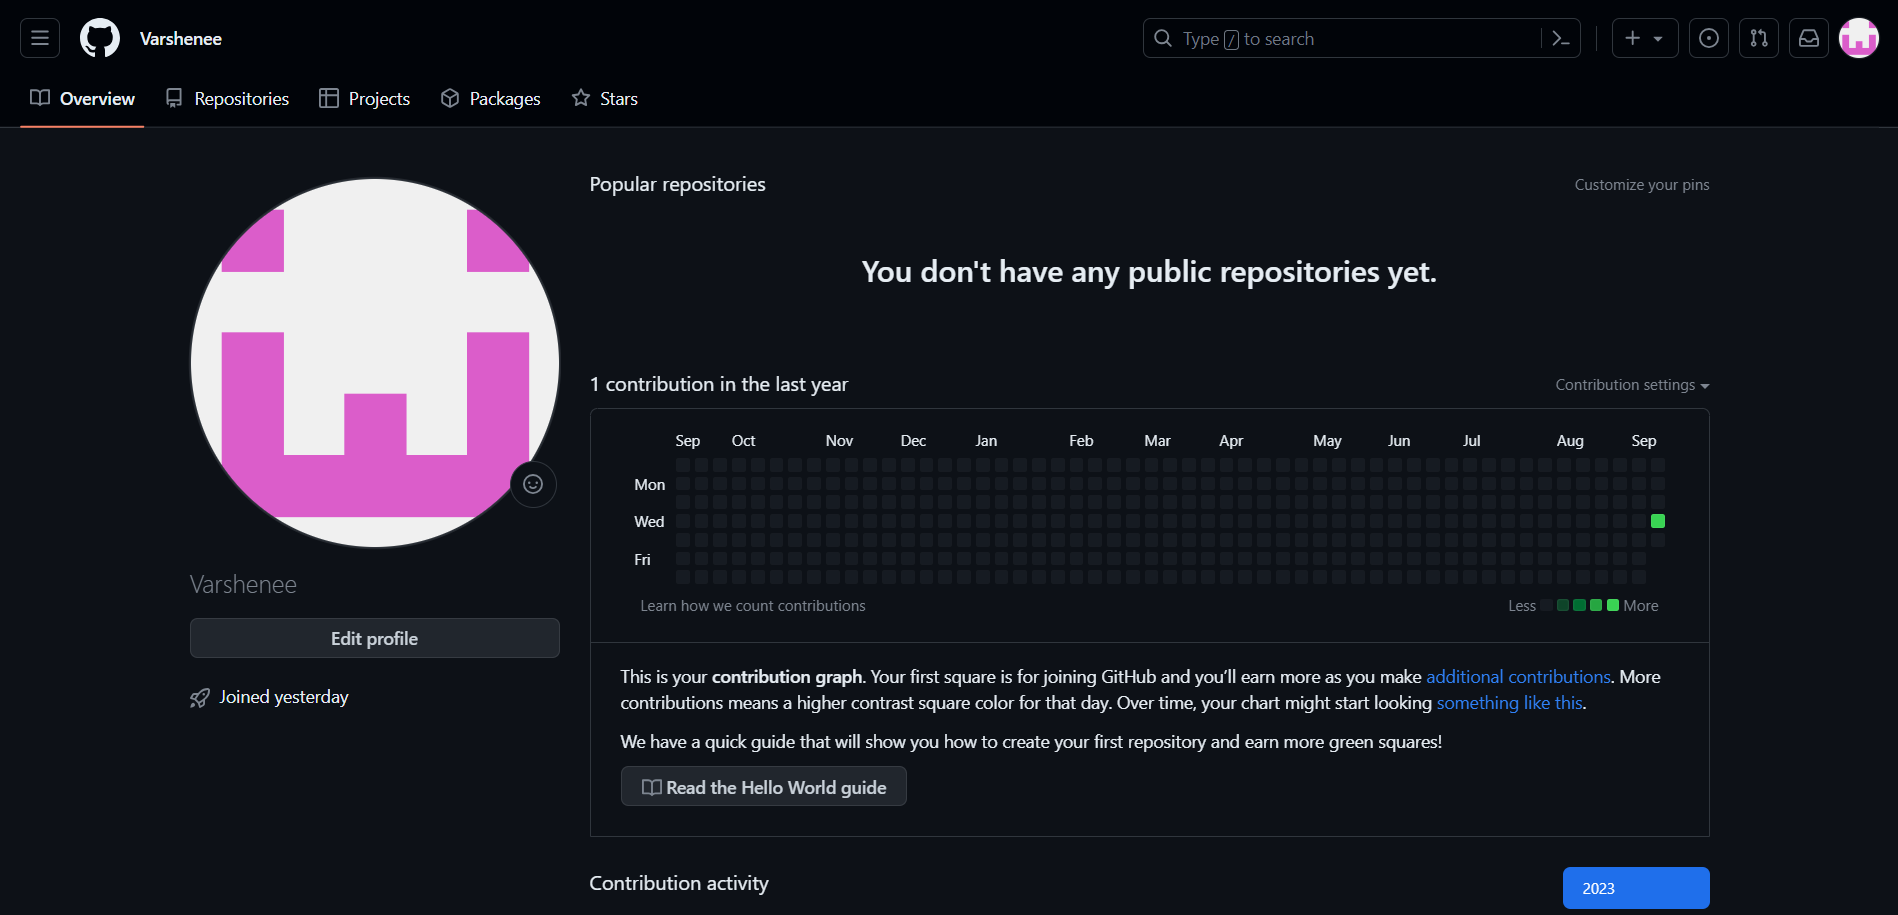 Varshenee
Type / to search
Overview
Repositories
Projects
Packages
Stars
Popular repositories
Customize your pins
You don't have any public repositories yet.
1 contribution in the last year
Contribution settings
Sep Oct Nov Dec Jan Feb Mar Apr May Jun Jul Aug Sep
Mon
Wed
Fri
Learn how we count contributions
Less
More
Varshenee
Edit profile
Joined yesterday
This is your contribution graph. Your first square is for joining GitHub and you’ll earn more as you make additional contributions. More
contributions means a higher contrast square color for that day. Over time, your chart might start looking something like this.
We have a quick guide that will show you how to create your first repository and earn more green squares!
Read the Hello World guide
Contribution activity
2023